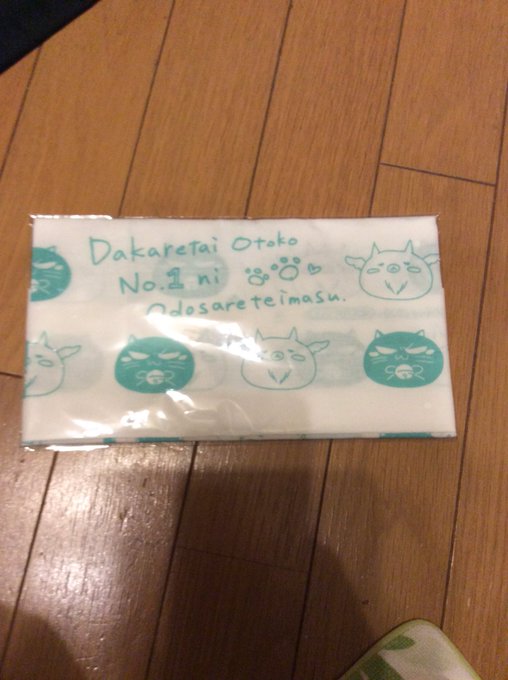 Dakaretai Otoko
No.1 ni
Odosareteimasu.